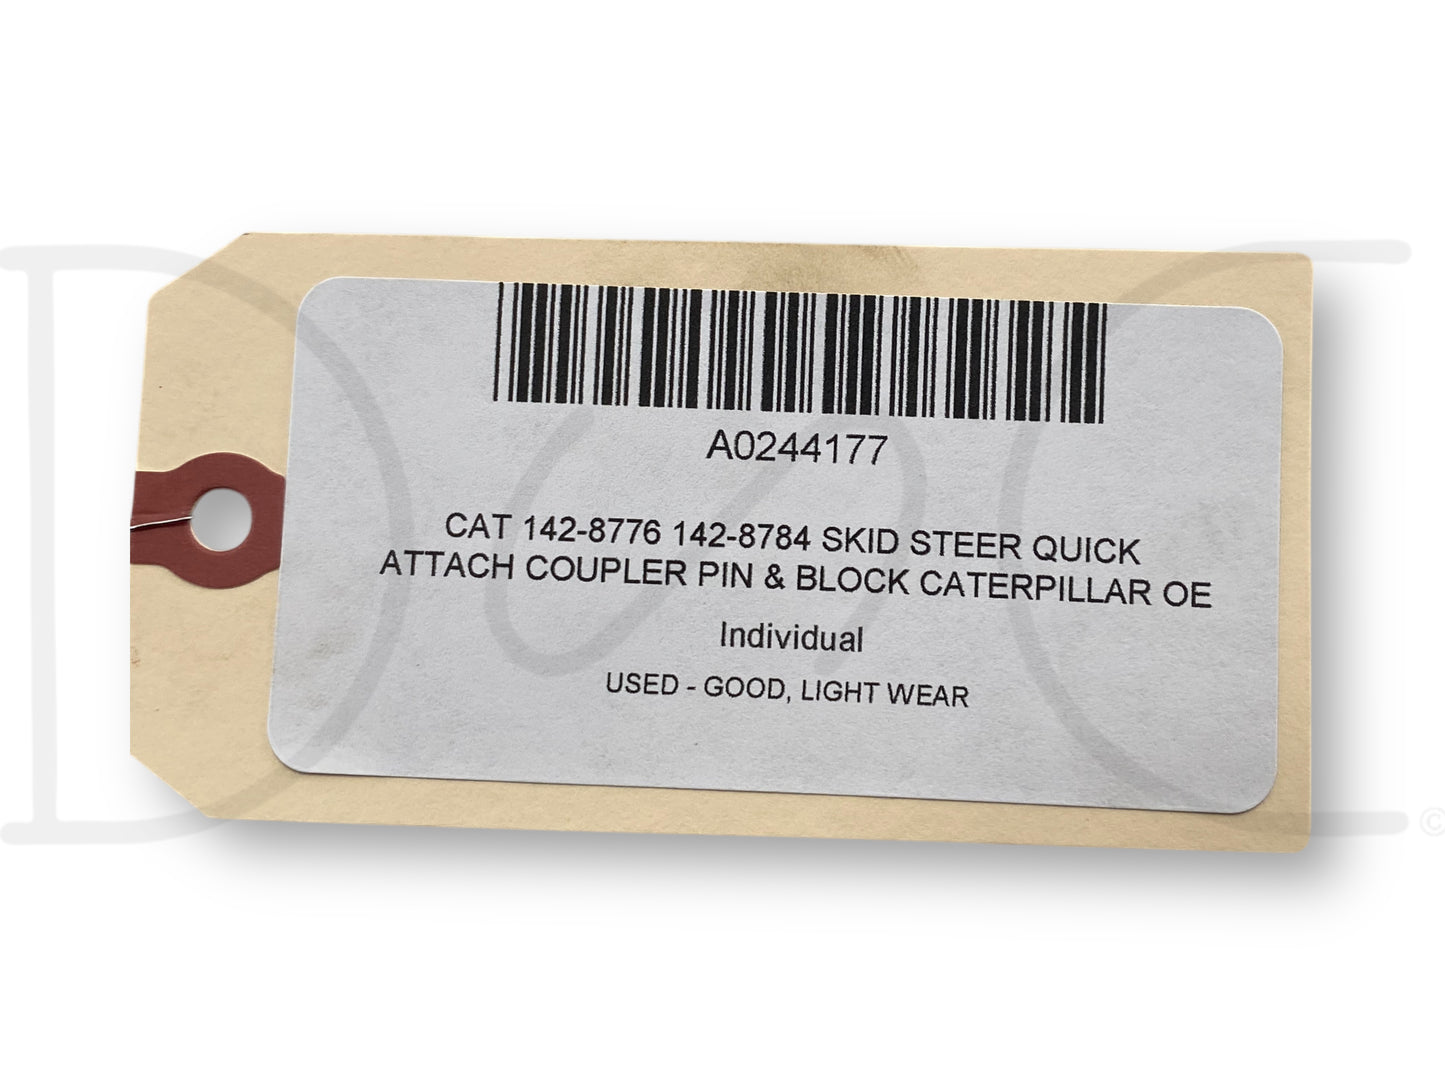 A0244177
CAT 142-8776 142-8784 SKID STEER QUICK
ATTACH COUPLER PIN & BLOCK CATERPILLAR OE
Individual
USED - GOOD, LIGHT WEAR
©